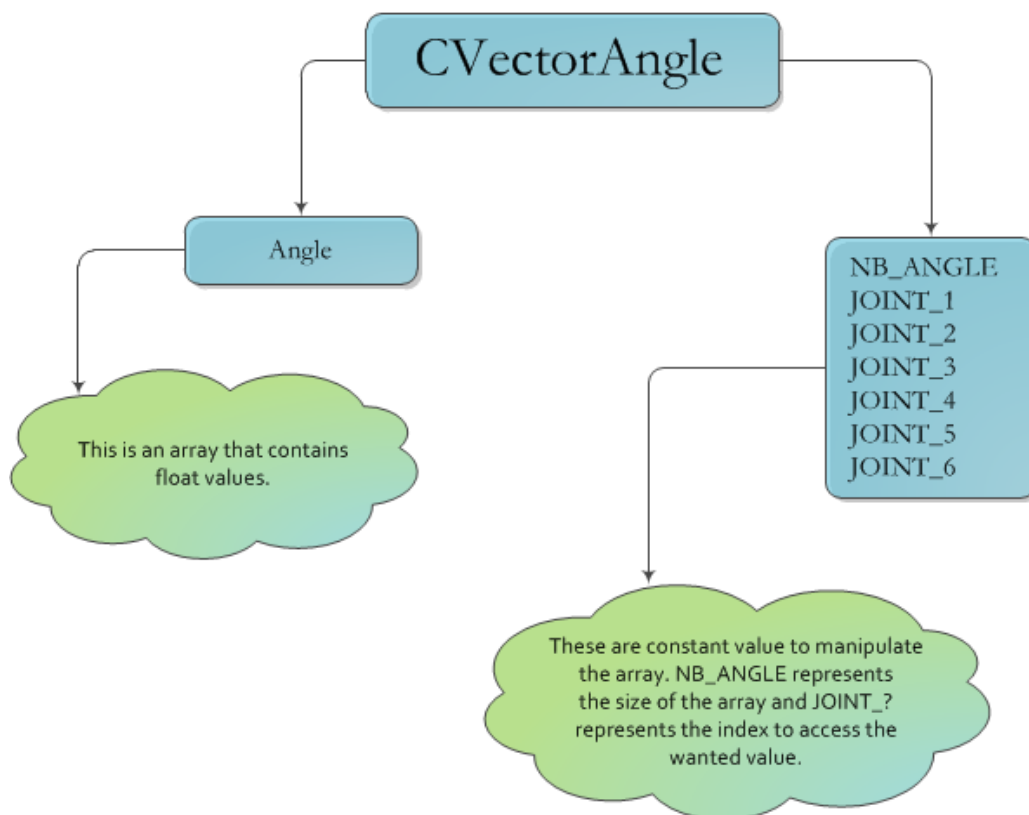 CVectorAngle
Angle
NB_ANGLE
JOINT_1
JOINT_2
JOINT_3
JOINT_4
JOINT_5
JOINT_6
This is an array that contains
float values.
These are constant value to manipulate
the array. NB_ANGLE represents
the size of the array and JOINT_?
represents the index to access the
wanted value.